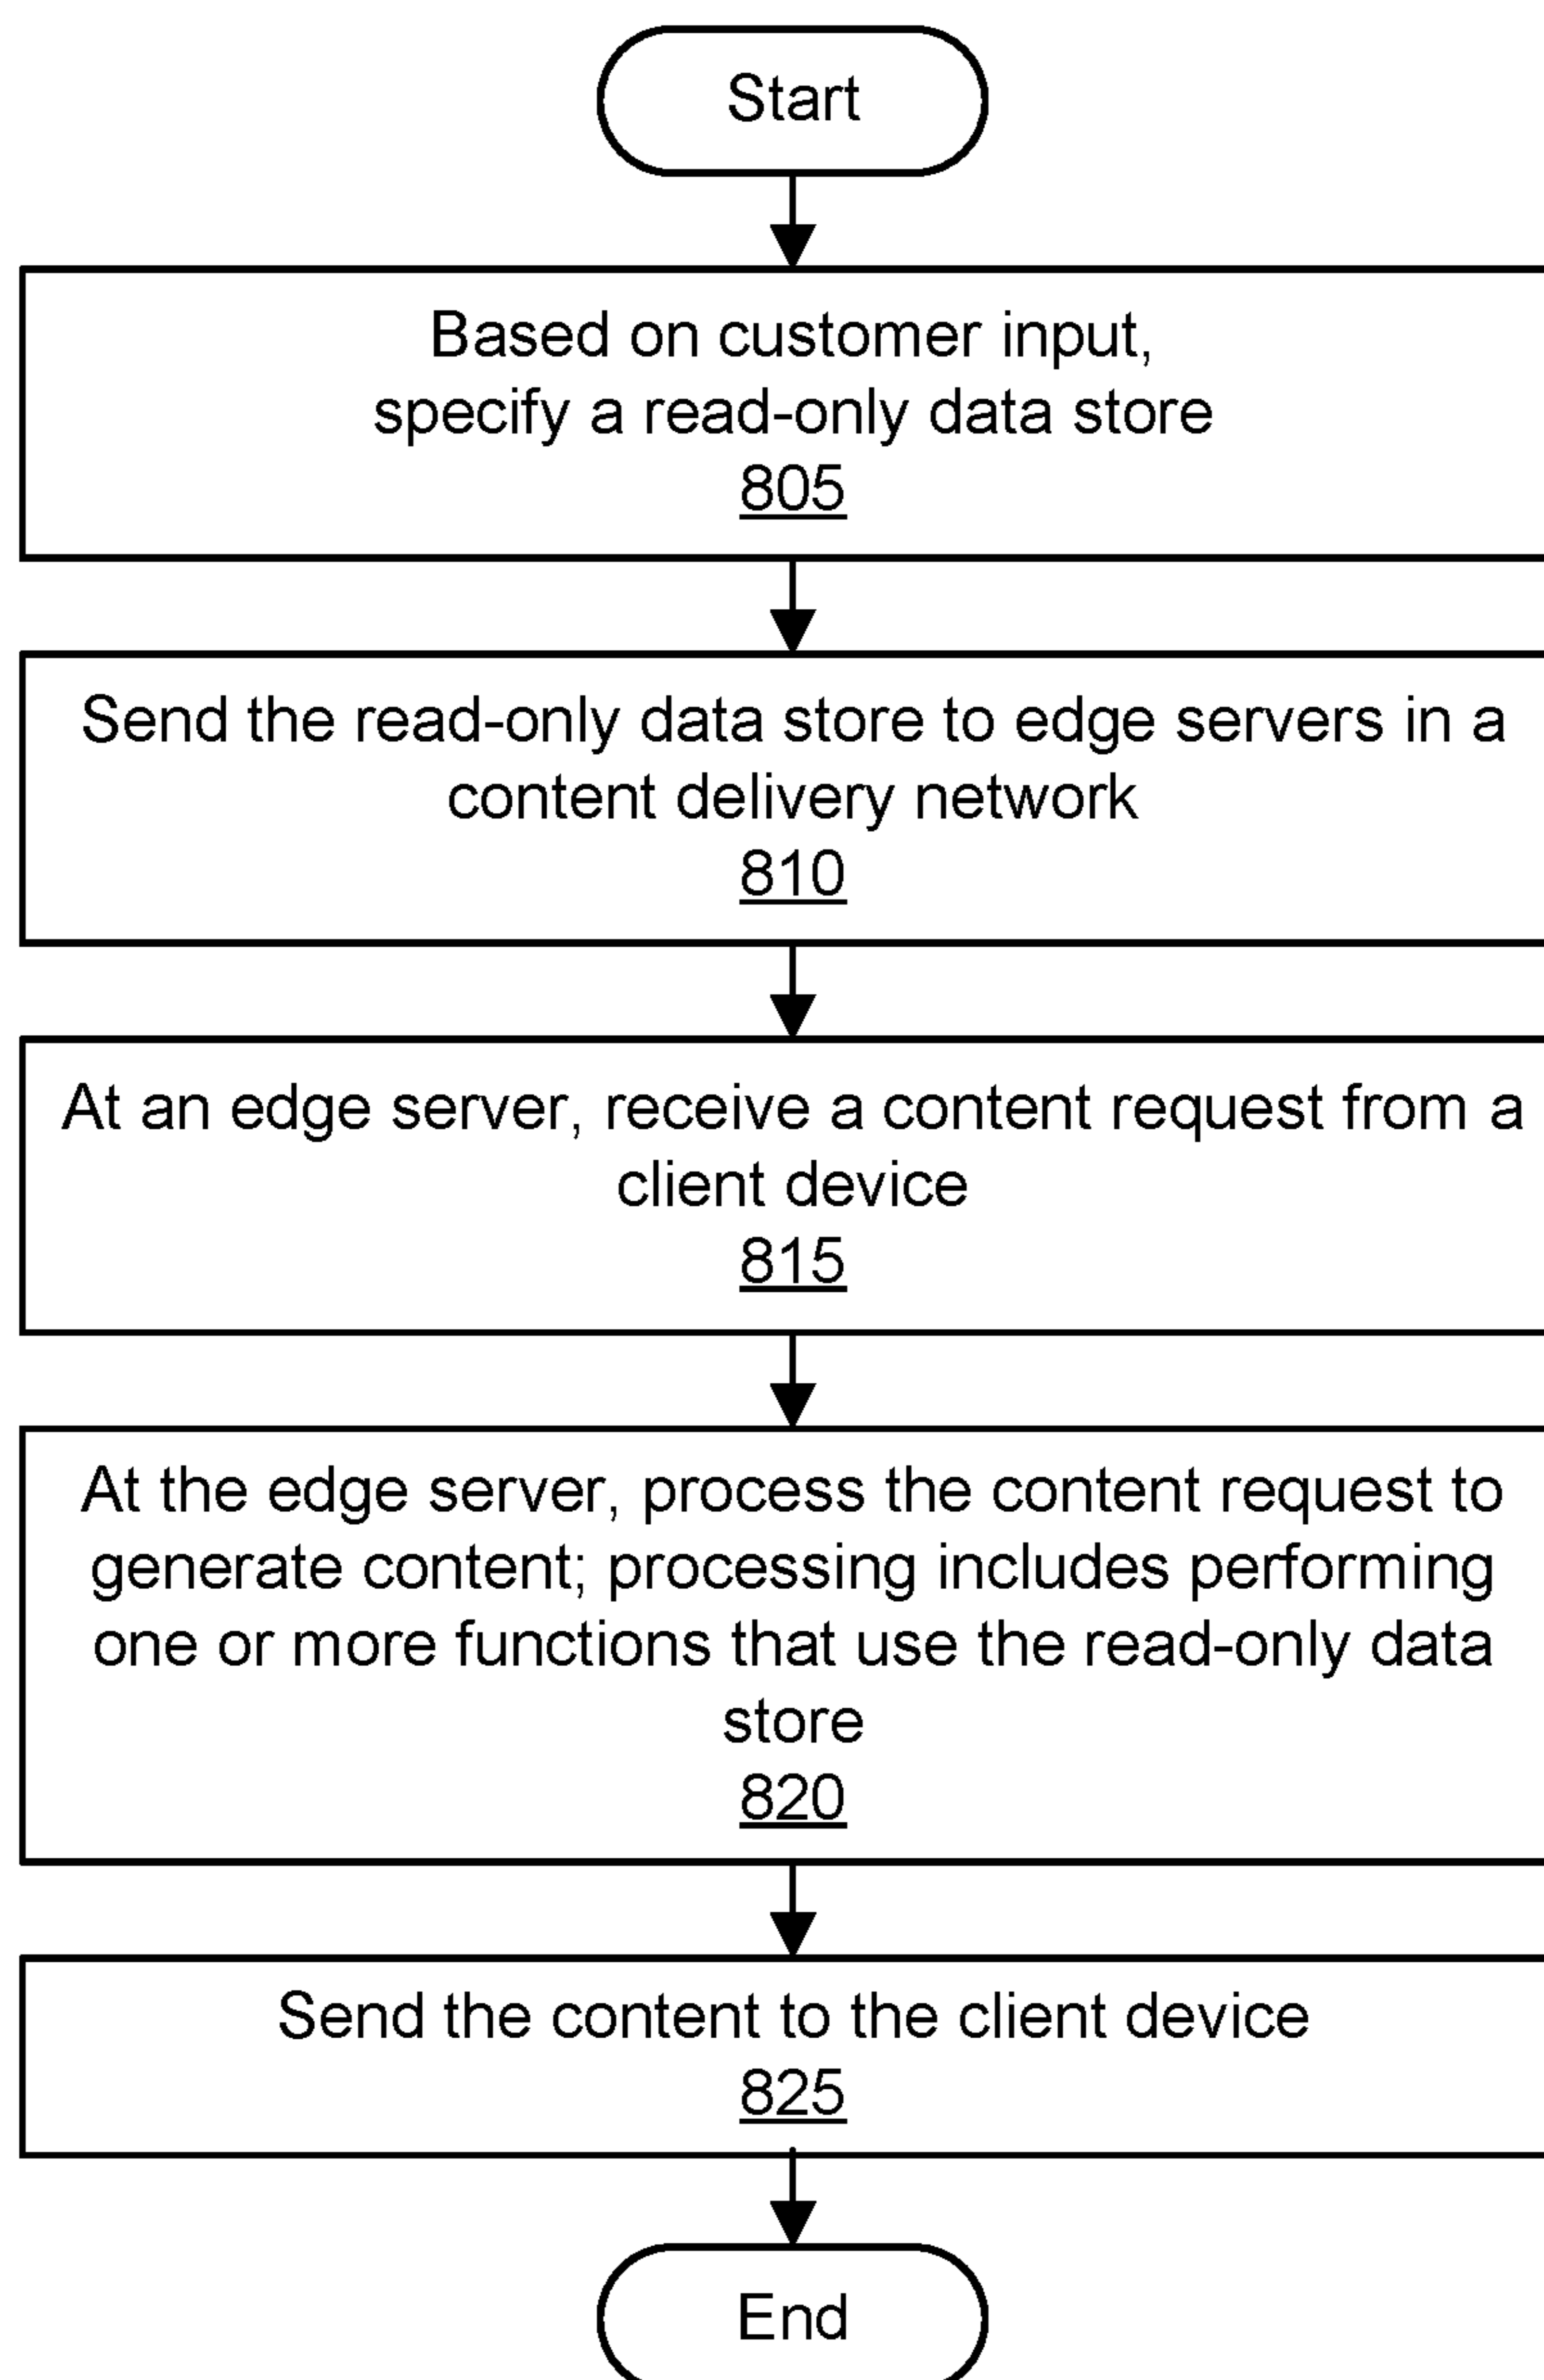 Start
Based on customer input,
specify a read-only data store
805
Send the read-only data store to edge servers in a
content delivery network
810
At an edge server, receive a content request from a
client device
815
At the edge server, process the content request to
generate content; processing includes performing
one or more functions that use the read-only data
store
820
Send the content to the client device
825
End